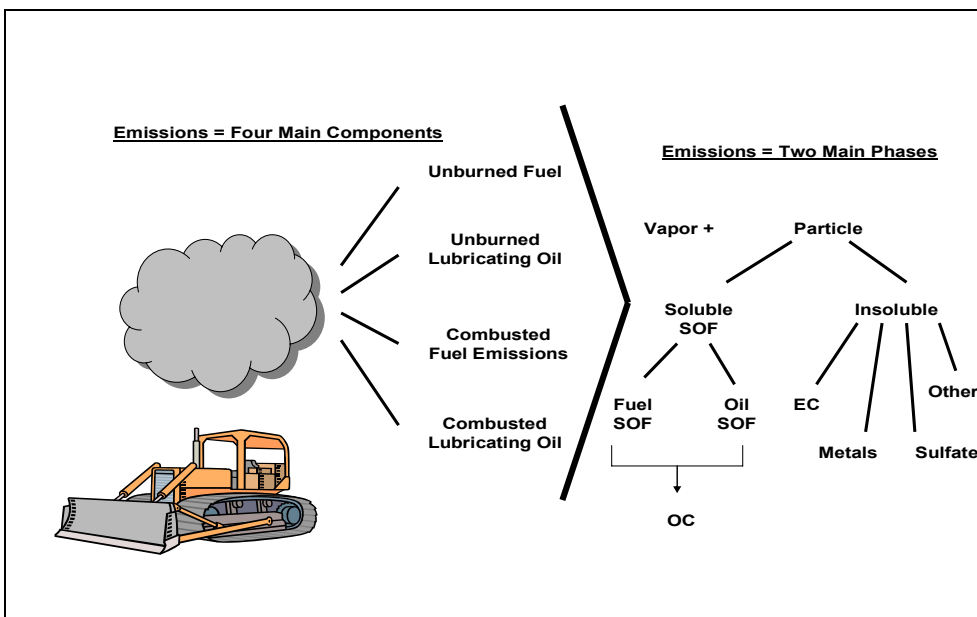 Emissions = Four Main Components
Unburned Fuel
Unburned
Lubricating Oil
Combusted
Fuel Emissions
Combusted
Lubricating Oil
Emissions = Two Main Phases
Vapor +
Particle
Soluble
SOF
Insoluble
Fuel
SOF
Oil
SOF
EC
Other
Metals
Sulfate
OC